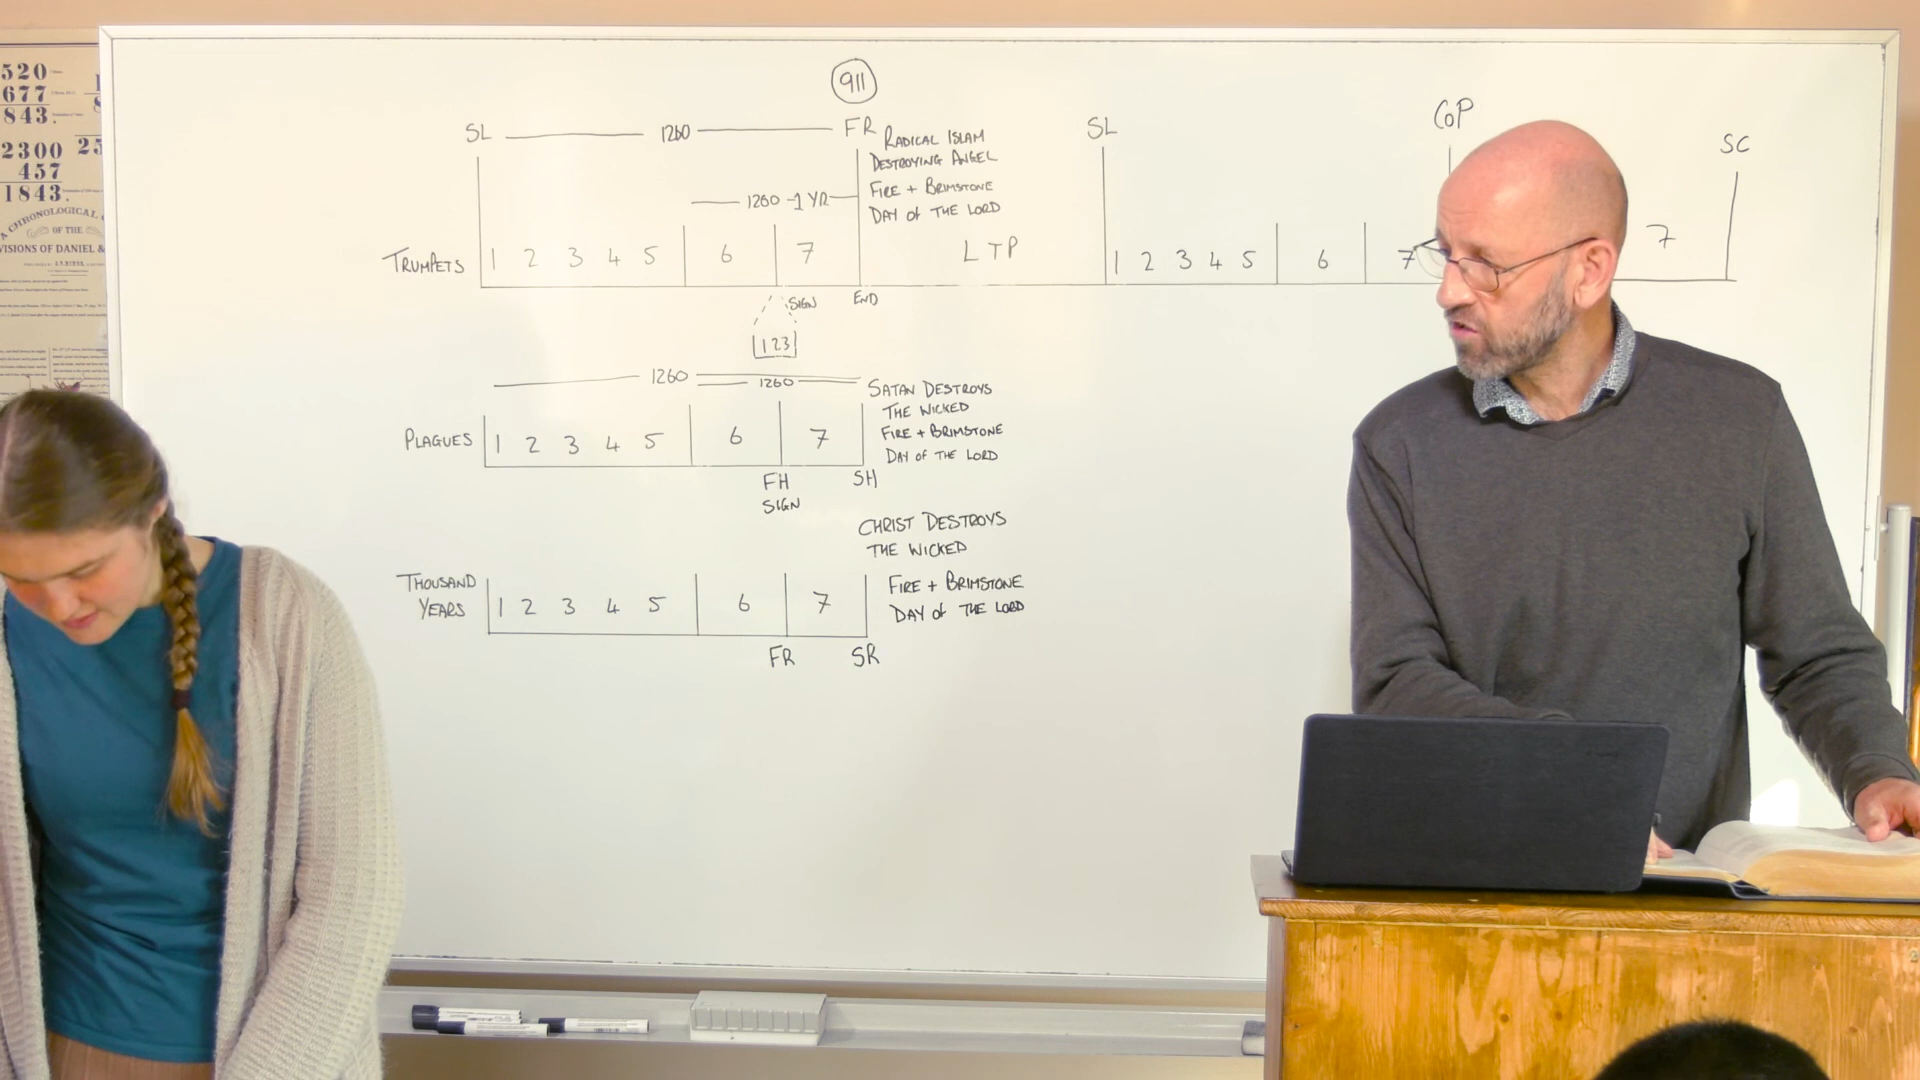 520
677
843.
2300
457
1843.
25
A CHRONOLOGICAL
OF THE
VISIONS OF DANIEL &
911
SL 1260 FR
RADICAL ISLAM
DESTROYING ANGEL
FIRE + BRIMSTONE
DAY OF THE LORD
1260 - 1 YR
TRUMPETS 1 2 3 4 5 6 7
LTP
SIGN END
123
SL
COP
SC
1 2 3 4 5 6 7 7
1260 1260
PLAGUES 1 2 3 4 5 6 7
SATAN DESTROYS
THE WICKED
FIRE + BRIMSTONE
DAY OF THE LORD
FH SH
SIGN
CHRIST DESTROYS
THE WICKED
THOUSAND
YEARS 1 2 3 4 5 6 7
FIRE + BRIMSTONE
DAY OF THE LORD
FR SR